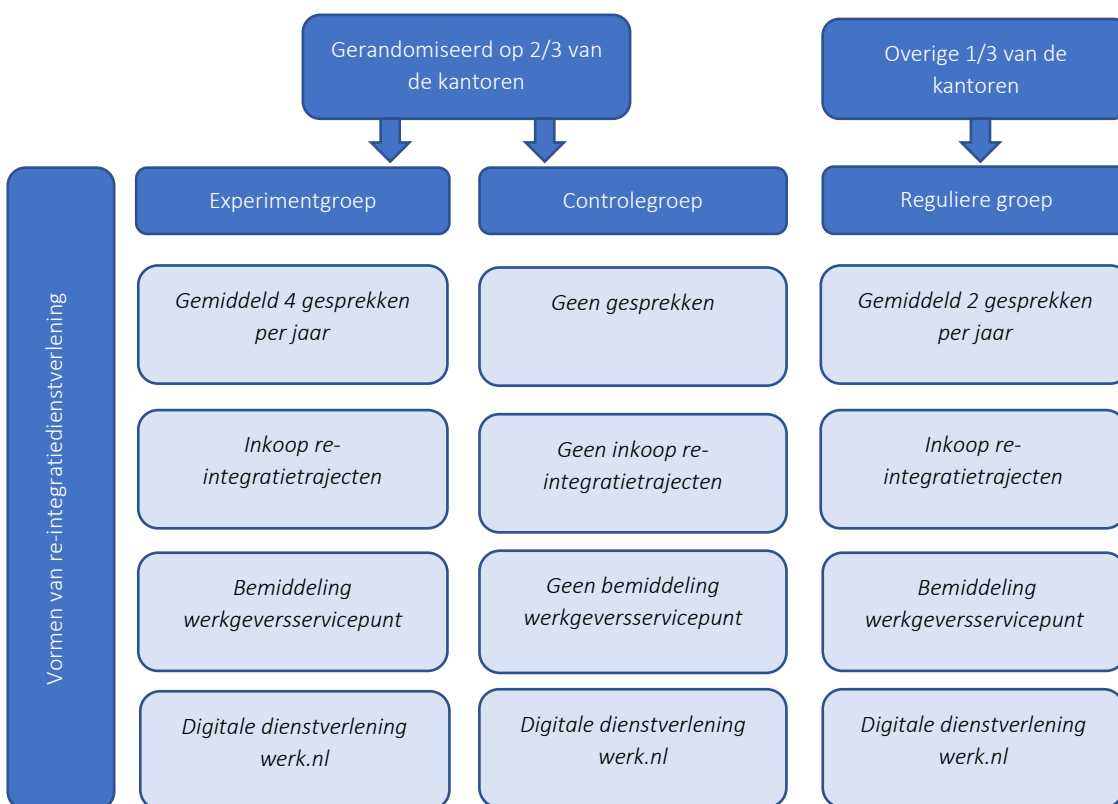 Gerandomiseerd op 2/3 van
de kantoren
Overige 1/3 van de
kantoren
Vormen van re-integratiedienstverlening
Experimentgroep
Controlegroep
Reguliere groep
Gemiddeld 4 gesprekken
per jaar
Geen gesprekken
Gemiddeld 2 gesprekken
per jaar
Inkoop re-
integratietrajecten
Geen inkoop re-
integratietrajecten
Inkoop re-
integratietrajecten
Bemiddeling
werkgeversservicepunt
Geen bemiddeling
werkgeversservicepunt
Bemiddeling
werkgeversservicepunt
Digitale dienstverlening
werk.nl
Digitale dienstverlening
werk.nl
Digitale dienstverlening
werk.nl